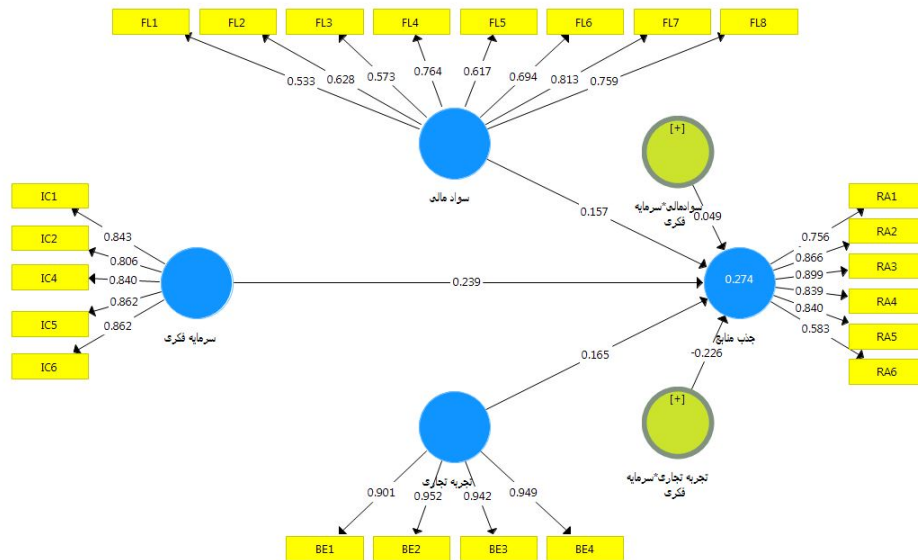 FL1
FL2
FL3
FL4
FL5
FL6
FL7
FL8
0.533
0.628
0.573
0.764
0.617
0.694
0.813
0.759
سواد مالی
[+]
سوادمالی*سرمایه
فکری
0.049
0.157
IC1
IC2
IC4
IC5
IC6
0.843
0.806
0.840
0.862
0.862
سرمایه فکری
0.239
0.274
جذب منابع
RA1
RA2
RA3
RA4
RA5
RA6
0.756
0.866
0.899
0.839
0.840
0.583
0.165
-0.226
[+]
تجربه تجاری*سرمایه
فکری
تجربه تجاری
0.901
0.952
0.942
0.949
BE1
BE2
BE3
BE4